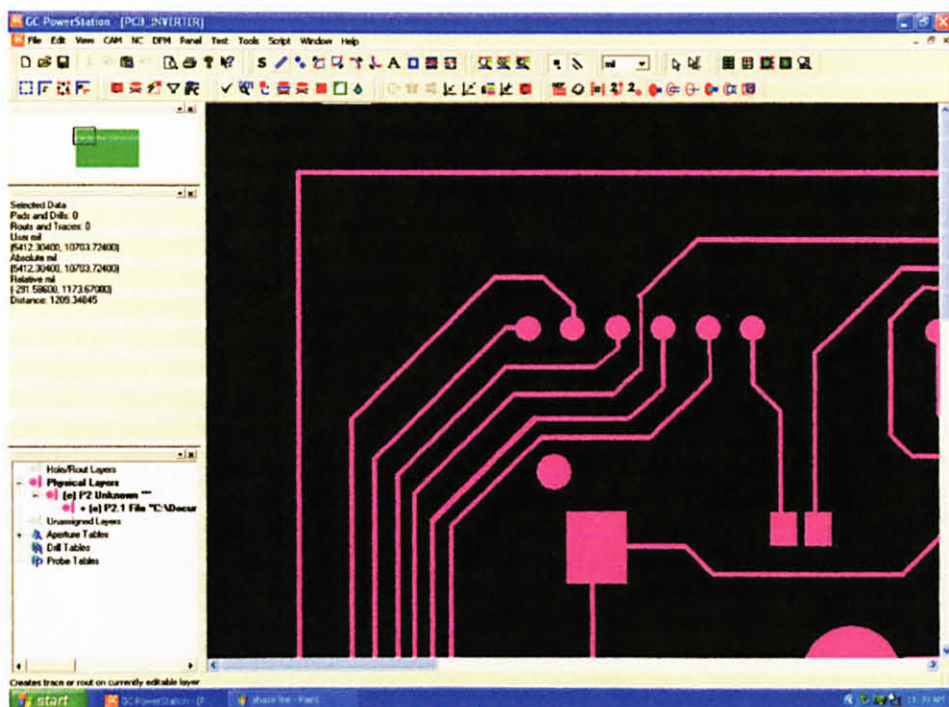 GC PowerStation - [PCB_INVERTER]
File Edit View CAM NC DFM Panel Test Tools Script Window Help
mil
Selected Data
Pads and Drills: 0
Routs and Traces: 0
User mil
(5412.30400, 10703.72400)
Absolute mil
(5412.30400, 10703.72400)
Relative mil
(-291.58600, 1173.67000)
Distance: 1209.34845
Hole/Rout Layers
Physical Layers
(e) P2 Unknown ""
+ (e) P2.1 File "C:\Docur
Unassigned Layers
Aperture Tables
Drill Tables
Probe Tables
Creates trace or rout on currently editable layer
start GC PowerStation - [P - Paint